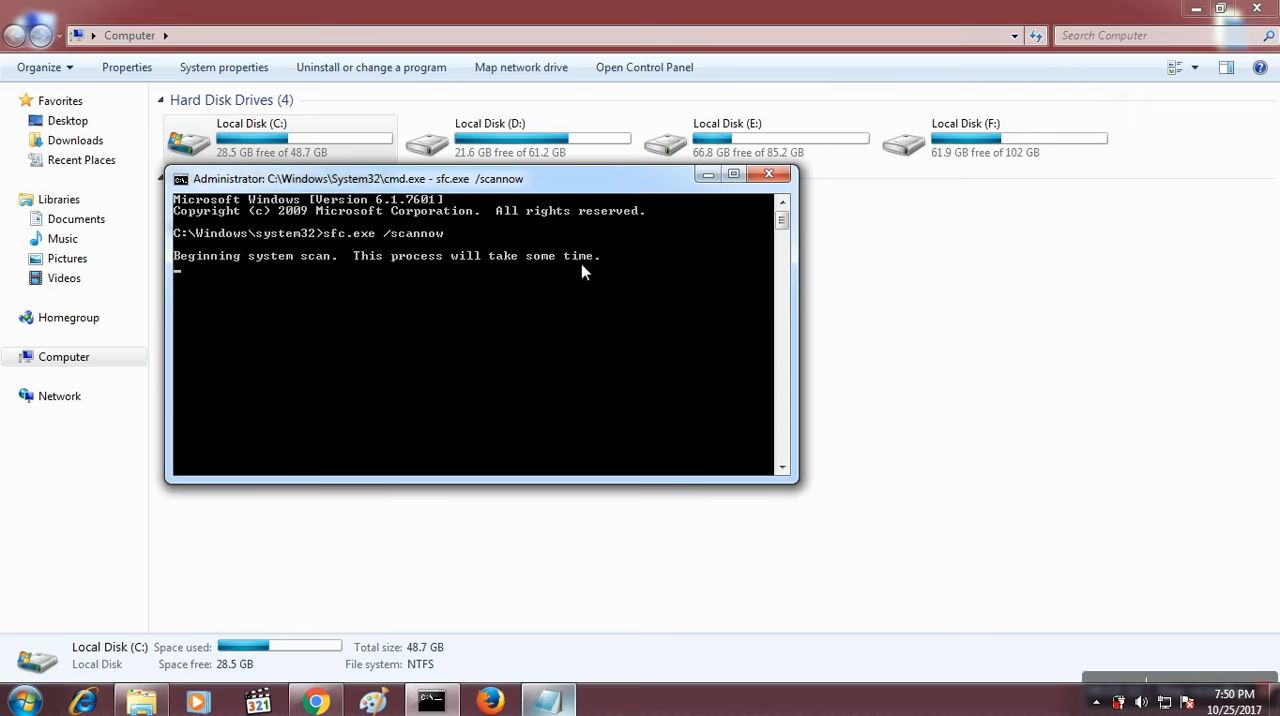 Computer
Search Computer
Organize Properties System properties Uninstall or change a program Map network drive Open Control Panel
Favorites
Desktop
Downloads
Recent Places
Libraries
Documents
Music
Pictures
Videos
Homegroup
Computer
Network
Hard Disk Drives (4)
Local Disk (C:)
28.5 GB free of 48.7 GB
Local Disk (D:)
21.6 GB free of 61.2 GB
Local Disk (E:)
66.8 GB free of 85.2 GB
Local Disk (F:)
61.9 GB free of 102 GB
Administrator: C:\Windows\System32\cmd.exe - sfc.exe /scannow
Microsoft Windows [Version 6.1.7601]
Copyright (c) 2009 Microsoft Corporation. All rights reserved.
C:\Windows\system32>sfc.exe /scannow
Beginning system scan. This process will take some time.
Local Disk (C:) Space used: Total size: 48.7 GB
Local Disk Space free: 28.5 GB File system: NTFS
321
7:50 PM
10/25/2017